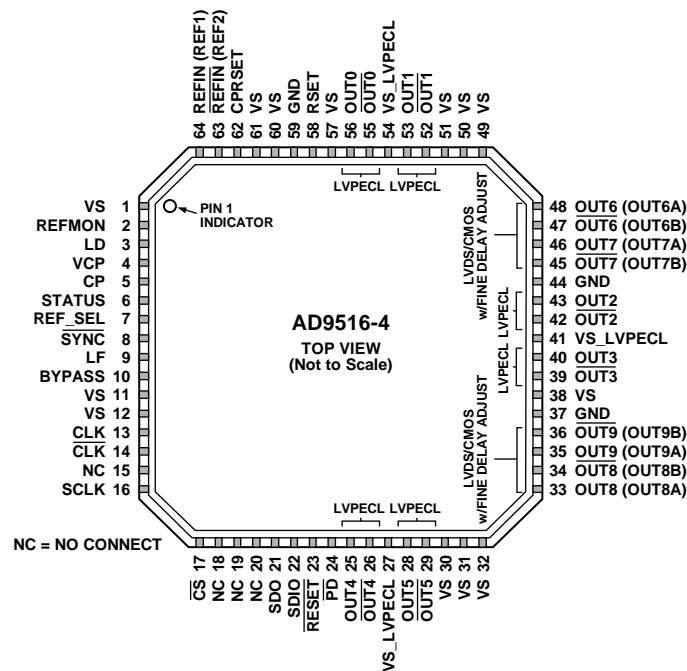 64 REFIN (REF1)
63 REFIN (REF2)
62 CPRSET
61 VS
60 VS
59 GND
58 RSET
57 VS
56 OUT0
55 OUT0
54 VS_LVPECL
53 OUT1
52 OUT1
51 VS
50 VS
49 VS
LVPECL LVPECL
VS 1
REFMON 2
LD 3
VCP 4
CP 5
STATUS 6
REF_SEL 7
SYNC 8
LF 9
BYPASS 10
VS 11
VS 12
CLK 13
CLK 14
NC 15
SCLK 16
PIN 1
INDICATOR
AD9516-4
TOP VIEW
(Not to Scale)
LVDS/CMOS
w/FINE DELAY ADJUST
LVPECL
LVPECL
LVDS/CMOS
w/FINE DELAY ADJUST
48 OUT6 (OUT6A)
47 OUT6 (OUT6B)
46 OUT7 (OUT7A)
45 OUT7 (OUT7B)
44 GND
43 OUT2
42 OUT2
41 VS_LVPECL
40 OUT3
39 OUT3
38 VS
37 GND
36 OUT9 (OUT9B)
35 OUT9 (OUT9A)
34 OUT8 (OUT8B)
33 OUT8 (OUT8A)
LVPECL LVPECL
NC = NO CONNECT
CS 17
NC 18
NC 19
NC 20
SDO 21
SDIO 22
RESET 23
PD 24
OUT4 25
OUT4 26
VS_LVPECL 27
OUT5 28
OUT5 29
VS 30
VS 31
VS 32